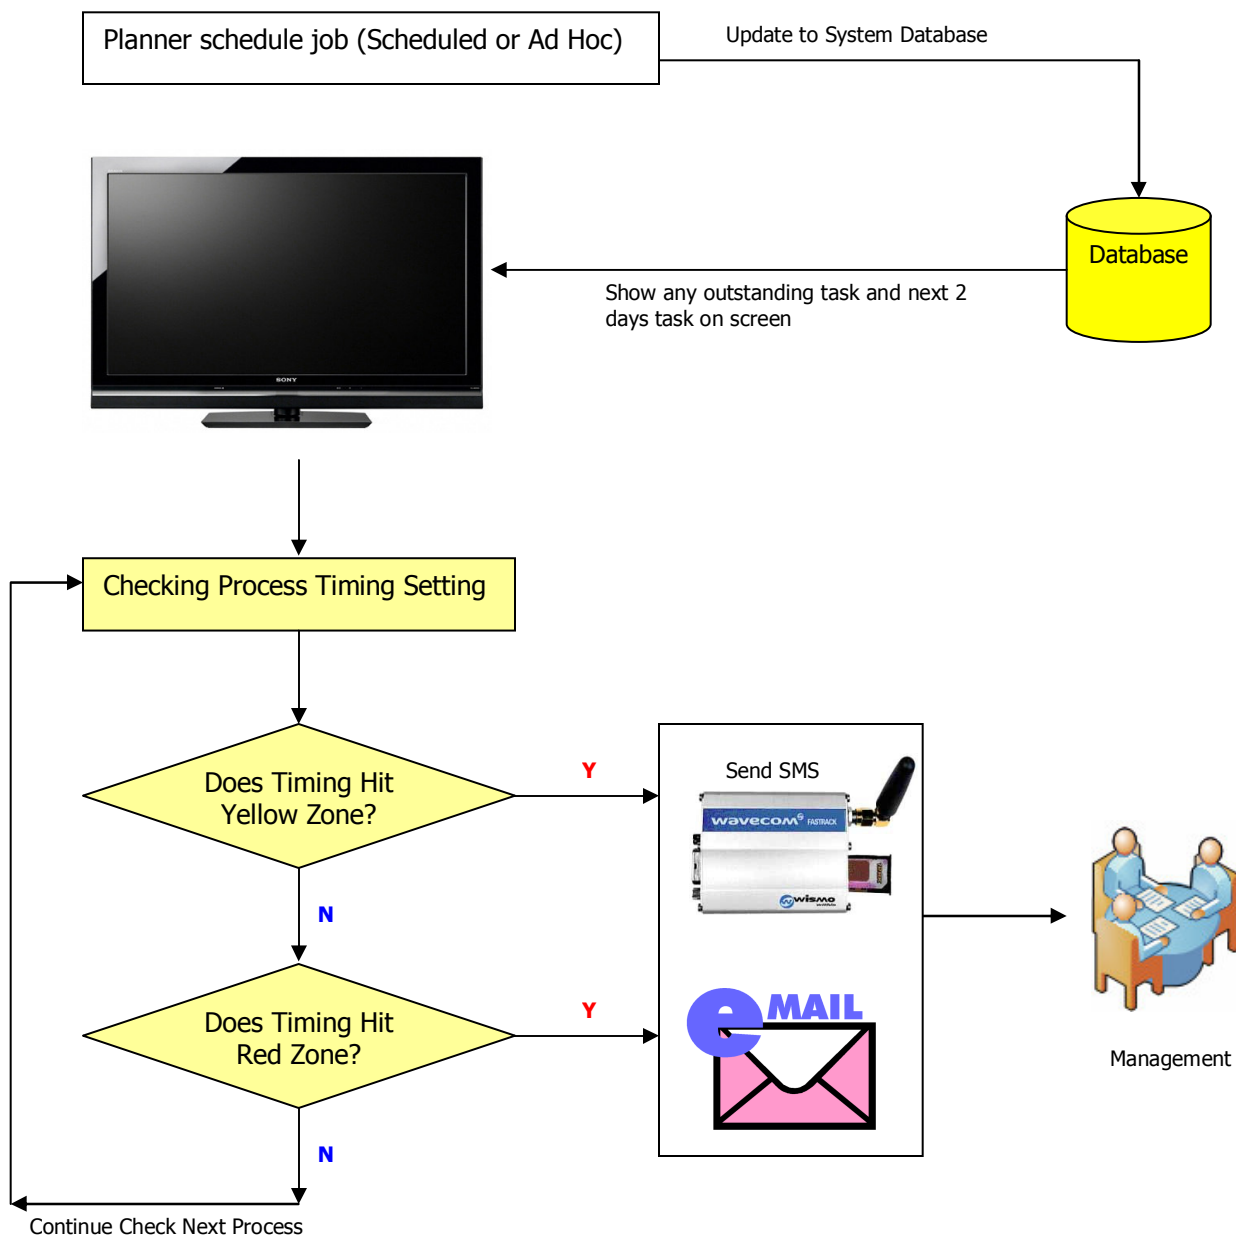 Planner schedule job (Scheduled or Ad Hoc)
Update to System Database
Database
Show any outstanding task and next 2
days task on screen
SONY
Checking Process Timing Setting
Does Timing Hit
Yellow Zone?
Y
Send SMS
wavecom FASTRACK
wismo
N
Does Timing Hit
Red Zone?
Y
eMAIL
Management
N
Continue Check Next Process